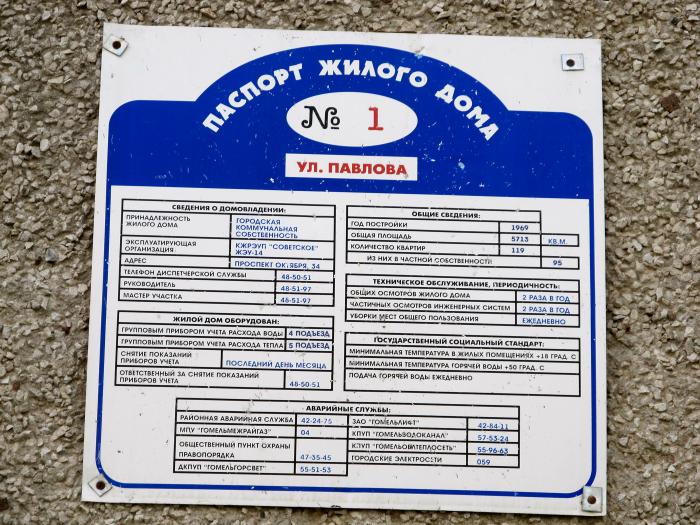 ПАСПОРТ ЖИЛОГО ДОМА
№ 1
УЛ. ПАВЛОВА
СВЕДЕНИЯ О ДОМОВЛАДЕНИИ:
ПРИНАДЛЕЖНОСТЬ ЖИЛОГО ДОМА
ГОРОДСКАЯ КОММУНАЛЬНАЯ СОБСТВЕННОСТЬ
ЭКСПЛУАТИРУЮЩАЯ ОРГАНИЗАЦИЯ
КЖРЭУП "СОВЕТСКОЕ" ЖЭУ-14
АДРЕС ПРОСПЕКТ ОКТЯБРЯ, 34
ТЕЛЕФОН ДИСПЕТЧЕРСКОЙ СЛУЖБЫ 48-50-51
РУКОВОДИТЕЛЬ 48-51-97
МАСТЕР УЧАСТКА 46-51-97
ОБЩИЕ СВЕДЕНИЯ:
ГОД ПОСТРОЙКИ 1969
ОБЩАЯ ПЛОЩАДЬ 5713 КВ.М.
КОЛИЧЕСТВО КВАРТИР 119
ИЗ НИХ В ЧАСТНОЙ СОБСТВЕННОСТИ: 95
ТЕХНИЧЕСКОЕ ОБСЛУЖИВАНИЕ, ПЕРИОДИЧНОСТЬ:
ОБЩИХ ОСМОТРОВ ЖИЛОГО ДОМА 2 РАЗА В ГОД
ЧАСТИЧНЫХ ОСМОТРОВ ИНЖЕНЕРНЫХ СИСТЕМ 2 РАЗА В ГОД
УБОРКИ МЕСТ ОБЩЕГО ПОЛЬЗОВАНИЯ ЕЖЕДНЕВНО
ЖИЛОЙ ДОМ ОБОРУДОВАН:
ГРУППОВЫМ ПРИБОРОМ УЧЕТА РАСХОДА ВОДЫ 4 ПОДЪЕЗД
ГРУППОВЫМ ПРИБОРОМ УЧЕТА РАСХОДА ТЕПЛА 5 ПОДЪЕЗД
СНЯТИЕ ПОКАЗАНИЙ ПРИБОРОВ УЧЕТА ПОСЛЕДНИЙ ДЕНЬ МЕСЯЦА
ОТВЕТСТВЕННЫЙ ЗА СНЯТИЕ ПОКАЗАНИЙ ПРИБОРОВ УЧЕТА 48-50-51
ГОСУДАРСТВЕННЫЙ СОЦИАЛЬНЫЙ СТАНДАРТ:
МИНИМАЛЬНАЯ ТЕМПЕРАТУРА В ЖИЛЫХ ПОМЕЩЕНИЯХ +18 ГРАД. С
МИНИМАЛЬНАЯ ТЕМПЕРАТУРА ГОРЯЧЕЙ ВОДЫ +50 ГРАД. С
ПОДАЧА ГОРЯЧЕЙ ВОДЫ ЕЖЕДНЕВНО
АВАРИЙНЫЕ СЛУЖБЫ:
РАЙОННАЯ АВАРИЙНАЯ СЛУЖБА 42-24-75
МПУ "ГОМЕЛЬМЕЖРАЙГАЗ" 04
ОБЩЕСТВЕННЫЙ ПУНКТ ОХРАНЫ ПРАВОПОРЯДКА 47-35-45
ДКПУП "ГОМЕЛЬГОРСВЕТ" 55-51-53
ЗАО "ГОМЕЛЬЛИФТ" 42-84-11
КПУП "ГОМЕЛЬВОДОКАНАЛ" 57-53-24
КЖУП "ГОМЕЛЬОБЛТЕПЛОСЕТЬ" 55-96-63
ГОРОДСКИЕ ЭЛЕКТРОСЕТИ 059